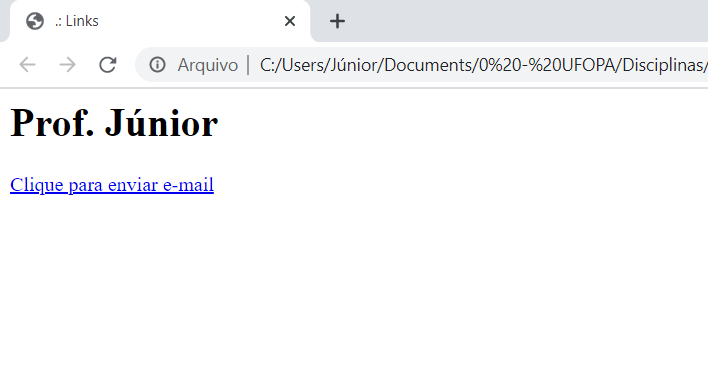 .: Links
Arquivo | C:/Users/Júnior/Documents/0%20-%20UFOPA/Disciplinas/
Prof. Júnior
Clique para enviar e-mail